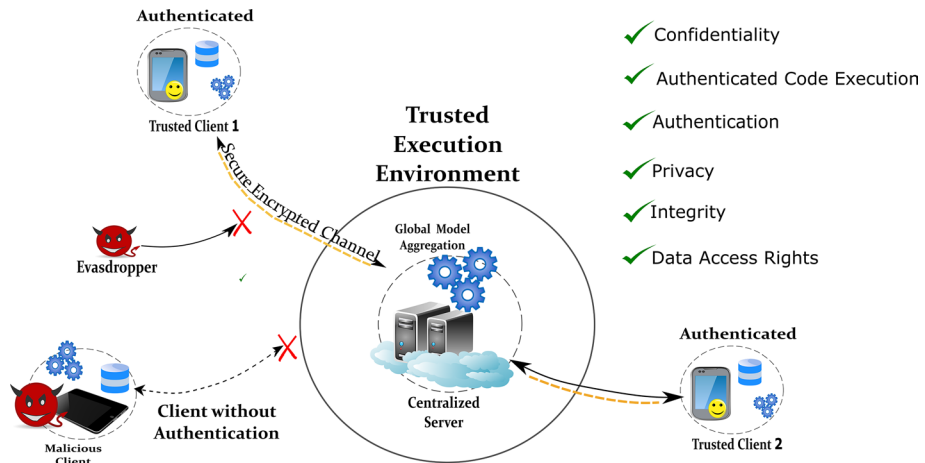 Authenticated
Trusted Client 1
Secure Encrypted Channel
Evasdropper
Malicious
Client
Client without
Authentication
Trusted
Execution
Environment
Global Model
Aggregation
Centralized
Server
Confidentiality
Authenticated Code Execution
Authentication
Privacy
Integrity
Data Access Rights
Authenticated
Trusted Client 2